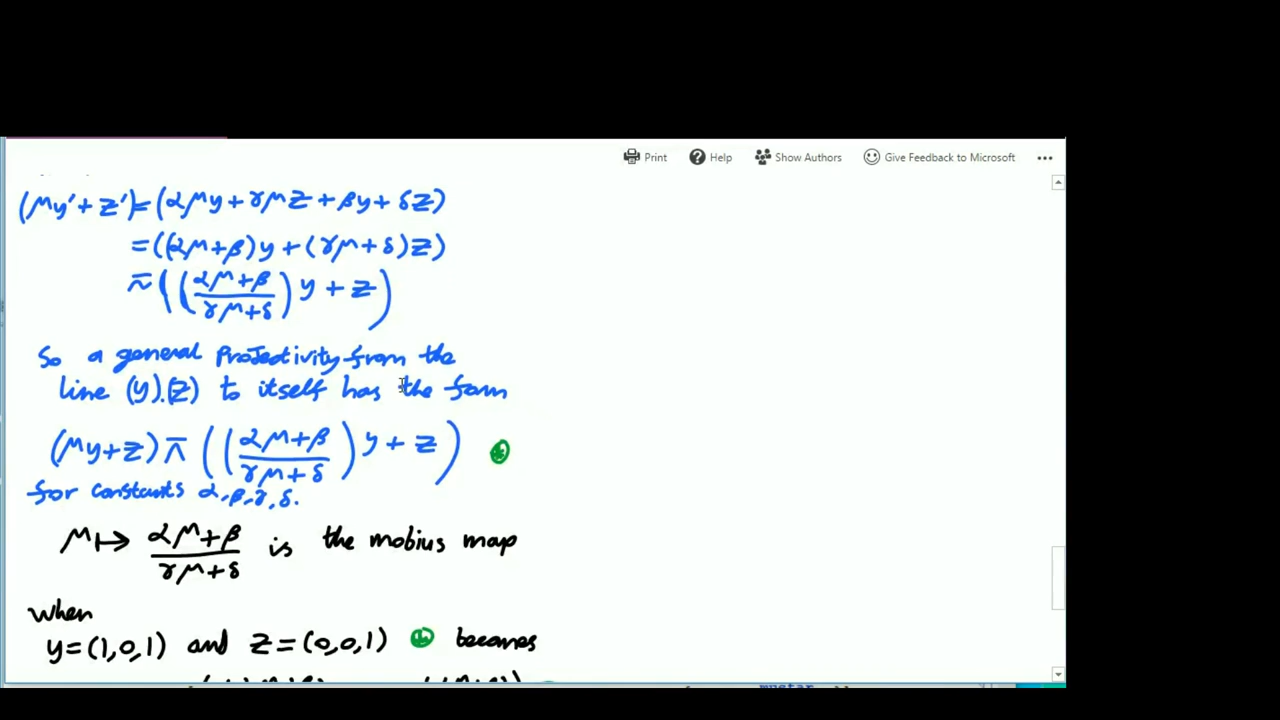 Print Help Show Authors Give Feedback to Microsoft
(μy'+z')=(αμy+γμz+βy+δz)
=((αμ+β)y+(γμ+δ)z)
⊼((αμ+β/γμ+δ)y+z)
So a general Projectivity from the
line (y).(z) to itself has the form
(μy+z)⊼((αμ+β/γμ+δ)y+z) *
for constants α,β,γ,δ.
μ↦ αμ+β/γμ+δ is the mobius map
when
y=(1,0,1) and z=(0,0,1) becomes